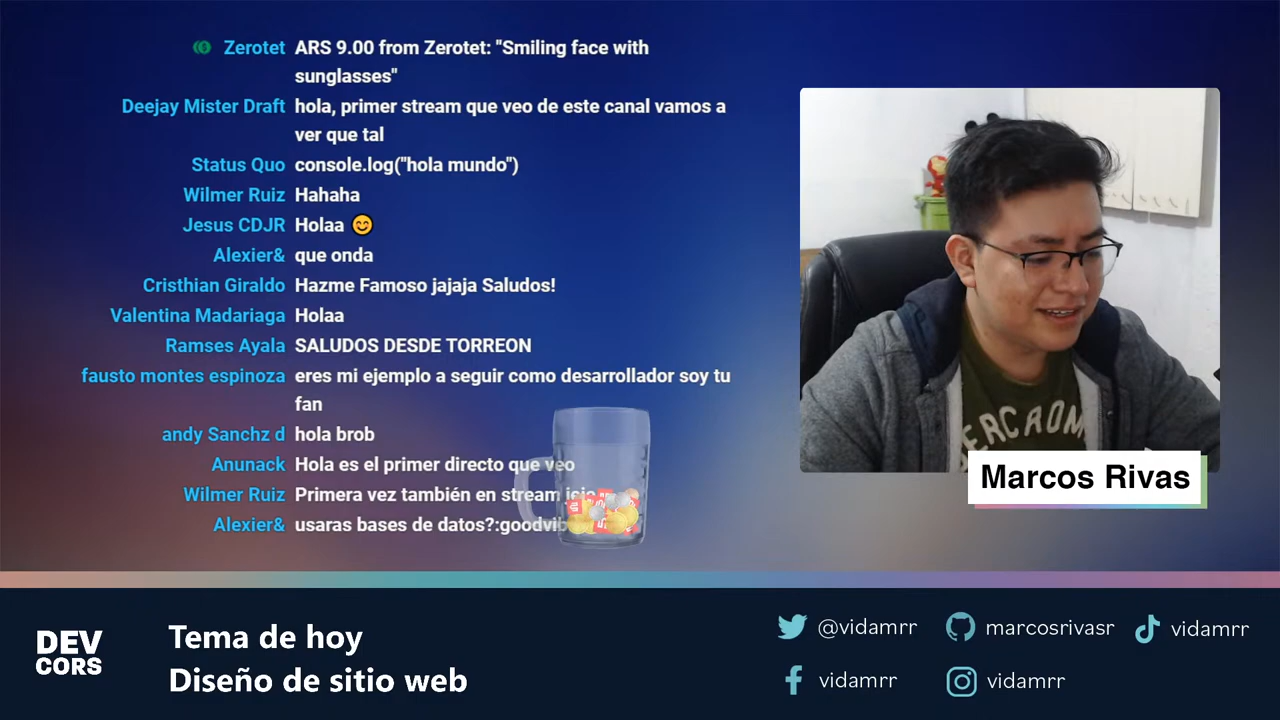 Zerotet ARS 9.00 from Zerotet: "Smiling face with
sunglasses"
Deejay Mister Draft hola, primer stream que veo de este canal vamos a
ver que tal
Status Quo console.log("hola mundo")
Wilmer Ruiz Hahaha
Jesus CDJR Holaa 😊
Alexier& que onda
Cristhian Giraldo Hazme Famoso jajaja Saludos!
Valentina Madariaga Holaa
Ramses Ayala SALUDOS DESDE TORREON
fausto montes espinoza eres mi ejemplo a seguir como desarrollador soy tu
fan
andy Sanchz d hola brob
Anunack Hola es el primer directo que veo
Wilmer Ruiz Primera vez también en stream
Alexier& usaras bases de datos?:goodvib
ERCROM
Marcos Rivas
DEV
CORS
Tema de hoy
Diseño de sitio web
@vidamrr marcosrivasr vidamrr
vidamrr vidamrr